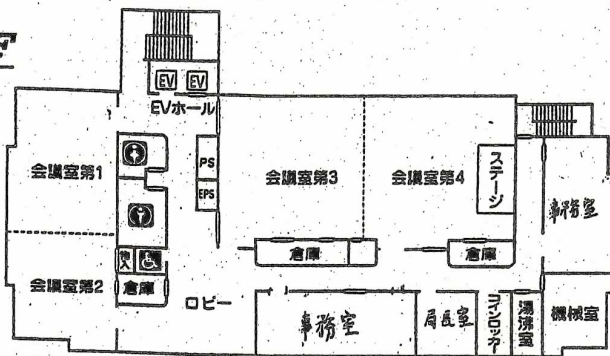 F
EV EV
EVホール
会議室第1
PS
EPS
会議室第3
会議室第4
ステージ
事務室
倉庫
倉庫
会議室第2
倉庫
ロビー
事務室
局長室
コインロッカー
湯沸室
機械室